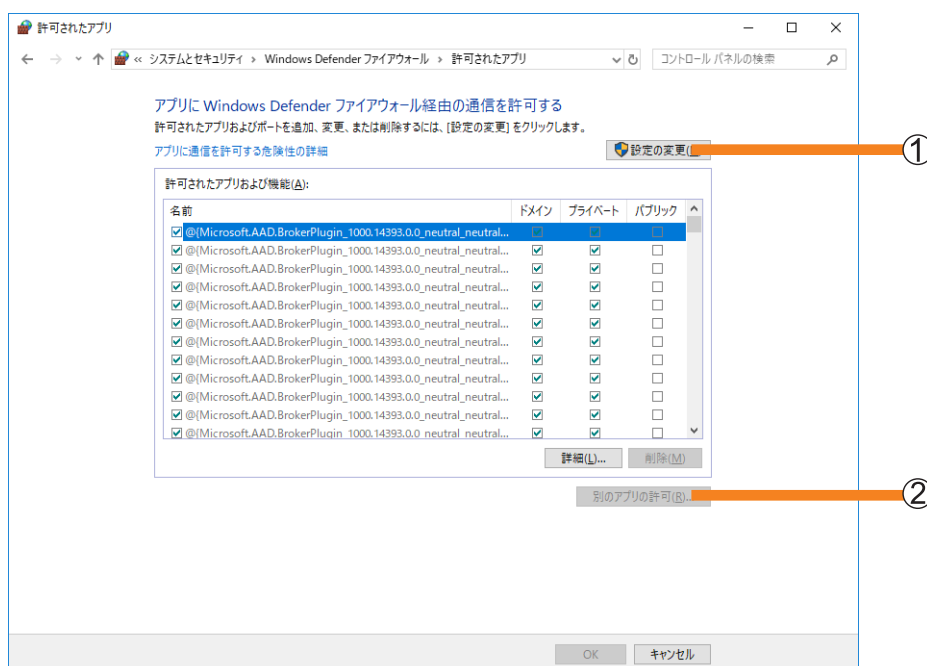 許可されたアプリ
« システムとセキュリティ › Windows Defender ファイアウォール › 許可されたアプリ
コントロール パネルの検索
アプリに Windows Defender ファイアウォール経由の通信を許可する
許可されたアプリおよびポートを追加、変更、または削除するには、[設定の変更] をクリックします。
アプリに通信を許可する危険性の詳細
設定の変更(
①
許可されたアプリおよび機能(A):
名前 ドメイン プライベート パブリック
@{Microsoft.AAD.BrokerPlugin_1000.14393.0.0_neutral_neutral...
@{Microsoft.AAD.BrokerPlugin_1000.14393.0.0_neutral_neutral...
@{Microsoft.AAD.BrokerPlugin_1000.14393.0.0_neutral_neutral...
@{Microsoft.AAD.BrokerPlugin_1000.14393.0.0_neutral_neutral...
@{Microsoft.AAD.BrokerPlugin_1000.14393.0.0_neutral_neutral...
@{Microsoft.AAD.BrokerPlugin_1000.14393.0.0_neutral_neutral...
@{Microsoft.AAD.BrokerPlugin_1000.14393.0.0_neutral_neutral...
@{Microsoft.AAD.BrokerPlugin_1000.14393.0.0_neutral_neutral...
@{Microsoft.AAD.BrokerPlugin_1000.14393.0.0_neutral_neutral...
@{Microsoft.AAD.BrokerPlugin_1000.14393.0.0_neutral_neutral...
@{Microsoft.AAD.BrokerPlugin_1000.14393.0.0_neutral_neutral...
@{Microsoft.AAD.BrokerPlugin_1000.14393.0.0_neutral_neutral...
詳細(L)... 削除(M)
別のアプリの許可(R)...
②
OK キャンセル